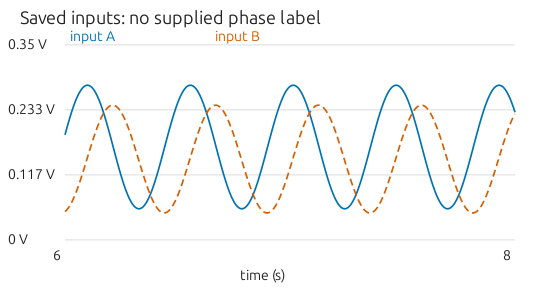 Saved inputs: no supplied phase label
input A input B
0.35 V
0.233 V
0.117 V
0 V
6 8
time (s)